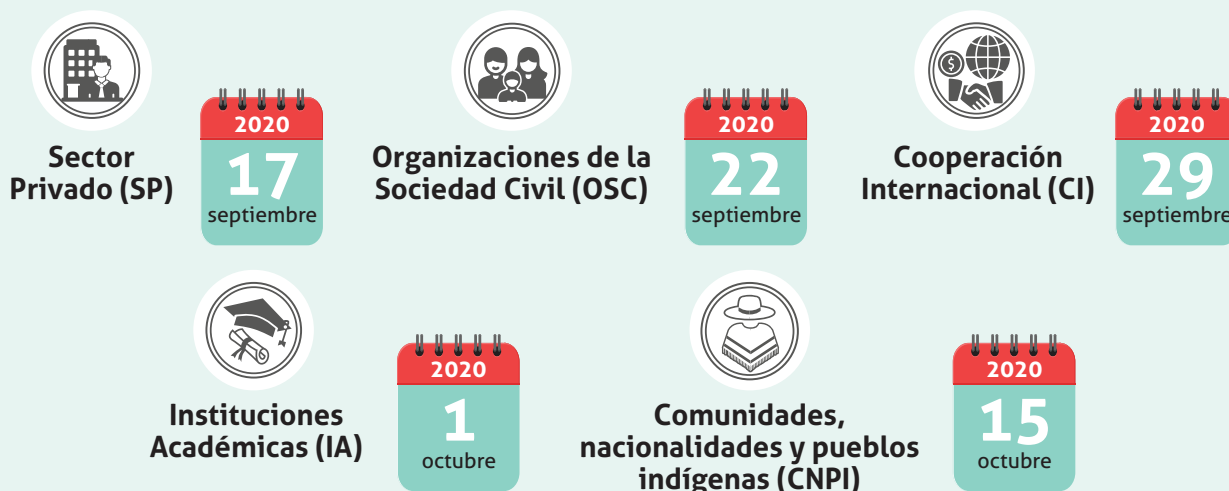 Sector
Privado (SP)
2020
17
septiembre
Organizaciones de la
Sociedad Civil (OSC)
2020
22
septiembre
$
Cooperación
Internacional (CI)
2020
29
septiembre
Instituciones
Académicas (IA)
2020
1
octubre
Comunidades,
nacionalidades y pueblos
indígenas (CNPI)
2020
15
octubre